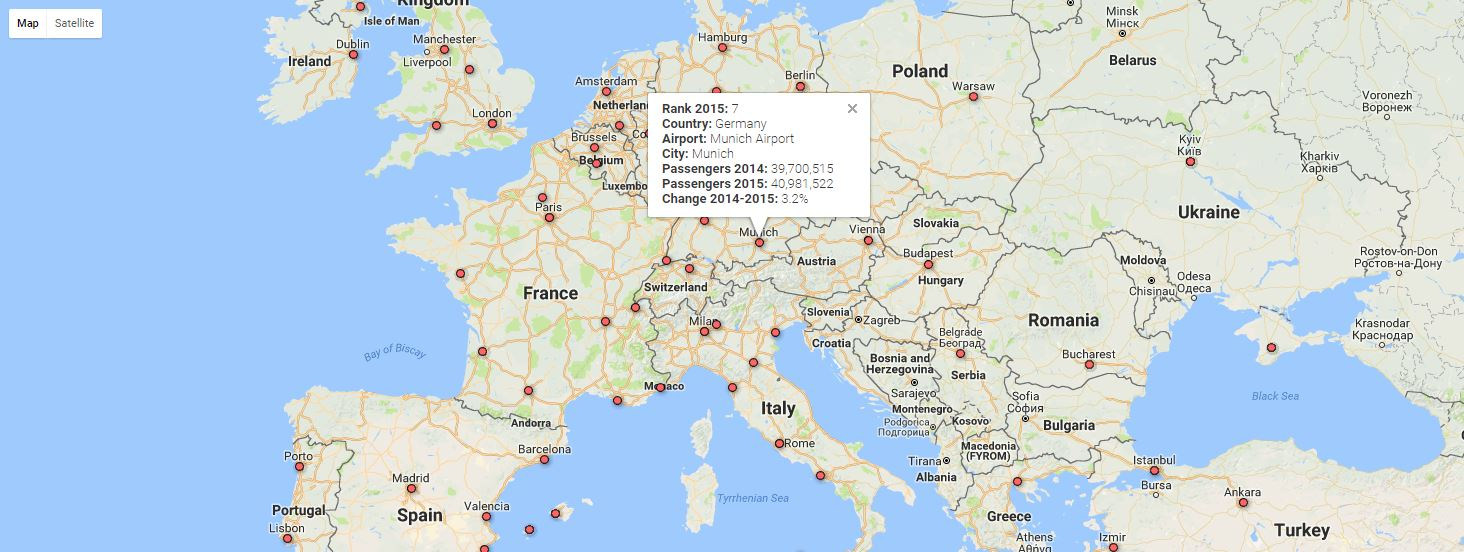 Map Satellite
Kingdom
Isle of Man
Dublin
Ireland
Manchester
Liverpool
London
Hamburg
Berlin
Amsterdam
Brussels
Belgium
Paris
France
Bay of Biscay
Poland
Warsaw
Minsk
Мінск
Belarus
Voronezh
Воронеж
Kyiv
Київ
Kharkiv
Харків
Ukraine
Rank 2015: 7
Country: Germany
Airport: Munich Airport
City: Munich
Passengers 2014: 39,700,515
Passengers 2015: 40,981,522
Change 2014-2015: 3.2%
Munich
Vienna
Slovakia
Austria
Budapest
Hungary
Moldova
Chisinau
Odesa
Одеса
Rostov-on-Don
Ростов-на-Дону
Switzerland
Slovenia
Zagreb
Croatia
Romania
Krasnodar
Краснодар
Belgrade
Београд
Bosnia and
Herzegovina
Serbia
Bucharest
Sarajevo
Montenegro
Podgorica
Подгорица
Kosovo
Sofia
София
Bulgaria
Black Sea
Italy
Rome
Andorra
Barcelona
Porto
Madrid
Valencia
Portugal
Spain
Lisbon
Tyrrhenian Sea
Macedonia
(FYROM)
Tirana
Albania
Istanbul
Bursa
Ankara
Greece
Turkey
Athens
Αθήνα
Izmir